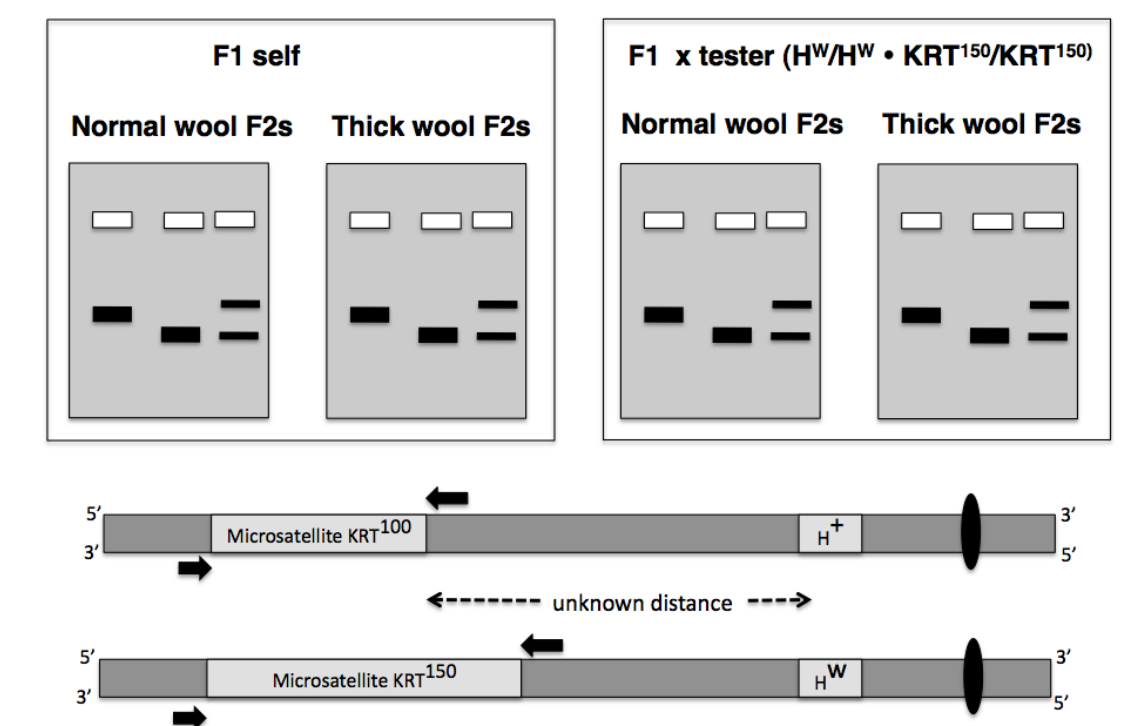 F1 self
Normal wool F2s Thick wool F2s
F1 x tester (Hᵂ/Hᵂ • KRT¹⁵⁰/KRT¹⁵⁰)
Normal wool F2s Thick wool F2s
5’ 3’
Microsatellite KRT¹⁰⁰ H⁺
3’ 5’
unknown distance
5’ 3’
Microsatellite KRT¹⁵⁰ Hᵂ
3’ 5’